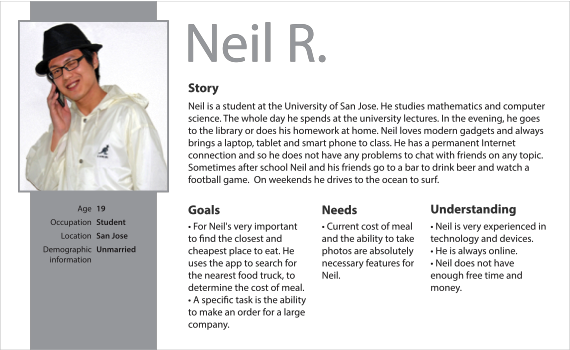 Neil R.
Story
Neil is a student at the University of San Jose. He studies mathematics and computer
science. The whole day he spends at the university lectures. In the evening, he goes
to the library or does his homework at home. Neil loves modern gadgets and always
brings a laptop, tablet and smart phone to class. He has a permanent Internet
connection and so he does not have any problems to chat with friends on any topic.
Sometimes after school Neil and his friends go to a bar to drink beer and watch a
football game. On weekends he drives to the ocean to surf.
Age 19
Occupation Student
Location San Jose
Demographic Unmarried
information
Goals
• For Neil's very important
to find the closest and
cheapest place to eat. He
uses the app to search for
the nearest food truck, to
determine the cost of meal.
• A specific task is the ability
to make an order for a large
company.
Needs
• Current cost of meal
and the ability to take
photos are absolutely
necessary features for
Neil.
Understanding
• Neil is very experienced in
technology and devices.
• He is always online.
• Neil does not have
enough free time and
money.